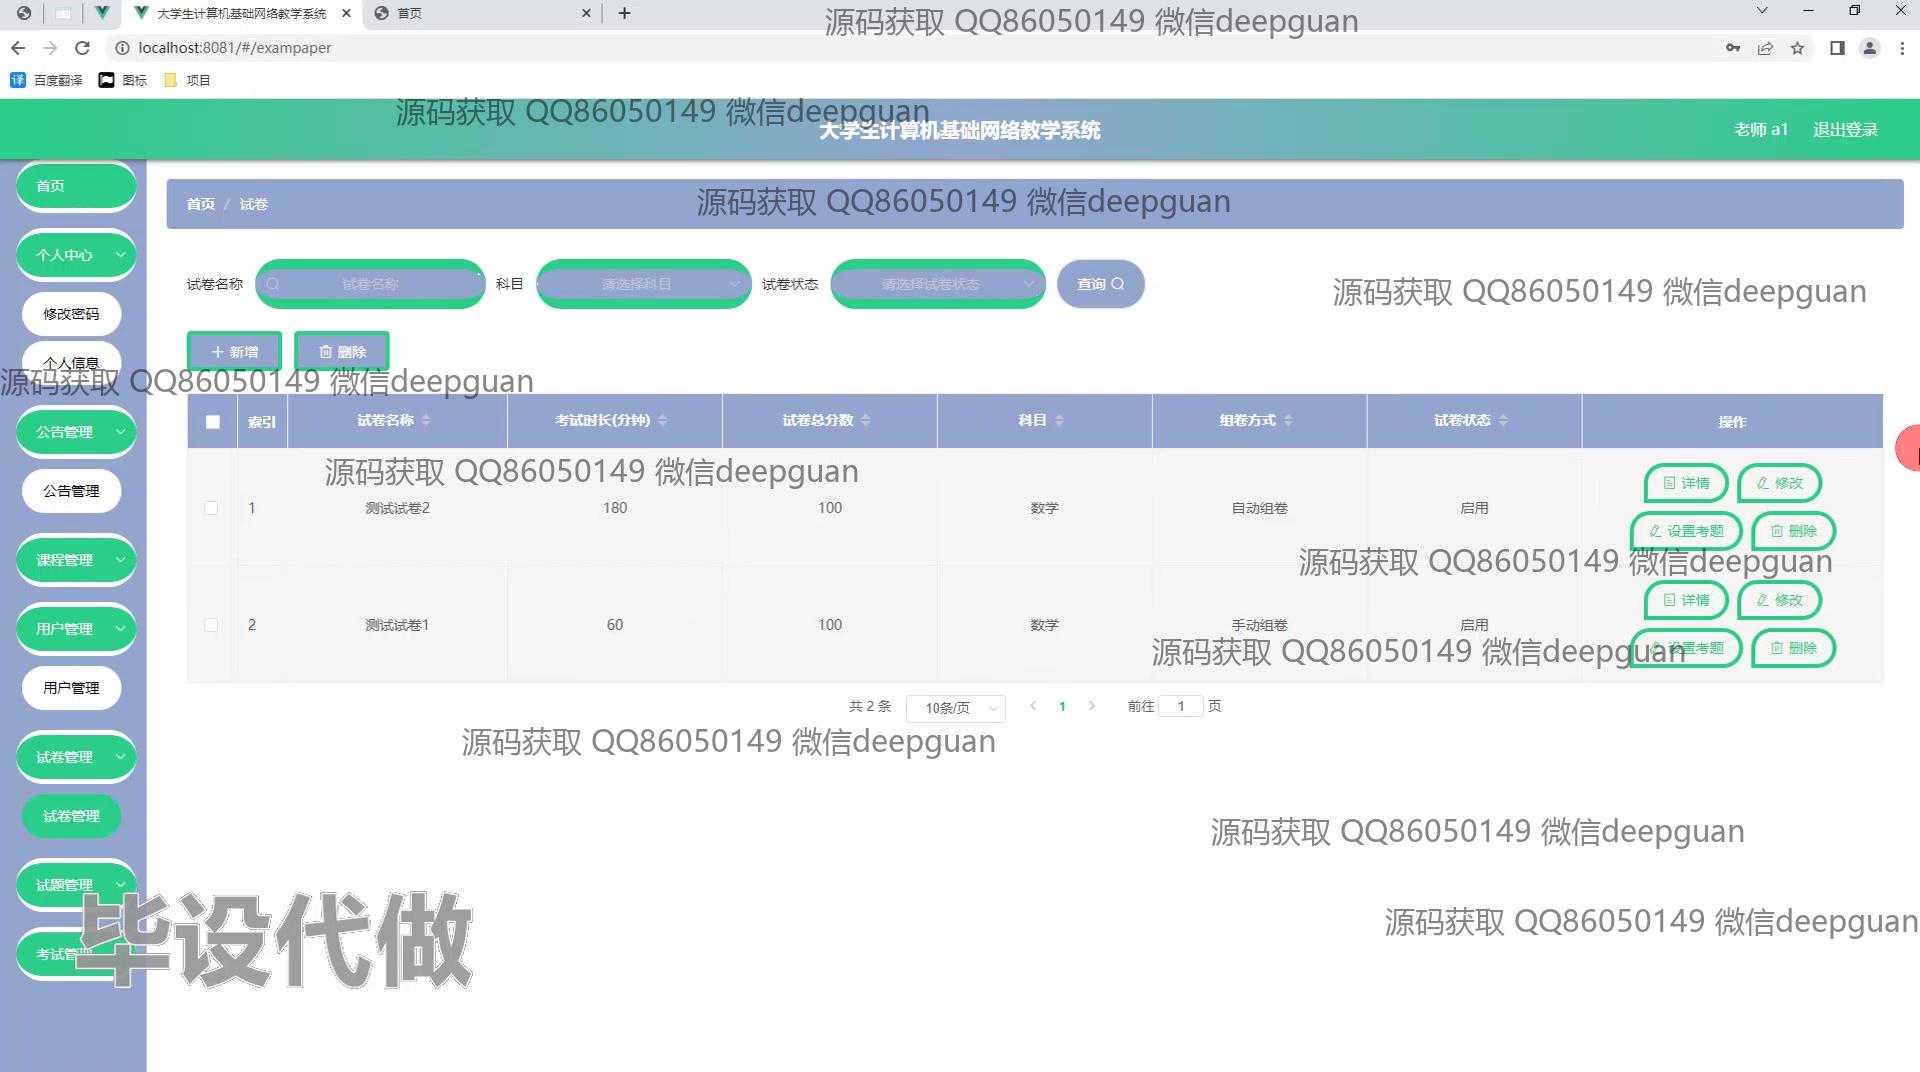 大学生计算机基础网络教学系统
首页
源码获取 QQ86050149 微信deepguan
localhost:8081/#/exampaper
百度翻译 图标 项目
源码获取 QQ86050149 微信deepguan
大学生计算机基础网络教学系统
老师 a1 退出登录
首页
首页 / 试卷
源码获取 QQ86050149 微信deepguan
个人中心
试卷名称 试卷名称 科目 请选择科目 试卷状态 请选择试卷状态 查询
源码获取 QQ86050149 微信deepguan
修改密码
新增 删除
个人信息
源码获取 QQ86050149 微信deepguan
索引 试卷名称 考试时长(分钟) 试卷总分数 科目 组卷方式 试卷状态 操作
公告管理
源码获取 QQ86050149 微信deepguan
公告管理
1 测试试卷2 180 100 数学 自动组卷 启用 详情 修改
设置考题 删除
课程管理
源码获取 QQ86050149 微信deepguan
2 测试试卷1 60 100 数学 手动组卷 启用 详情 修改
设置考题 删除
用户管理
源码获取 QQ86050149 微信deepguan
用户管理
共 2 条 10条/页 1 前往 1 页
源码获取 QQ86050149 微信deepguan
试卷管理
试卷管理
源码获取 QQ86050149 微信deepguan
试题管理
源码获取 QQ86050149 微信deepguan
考试管理
毕设代做